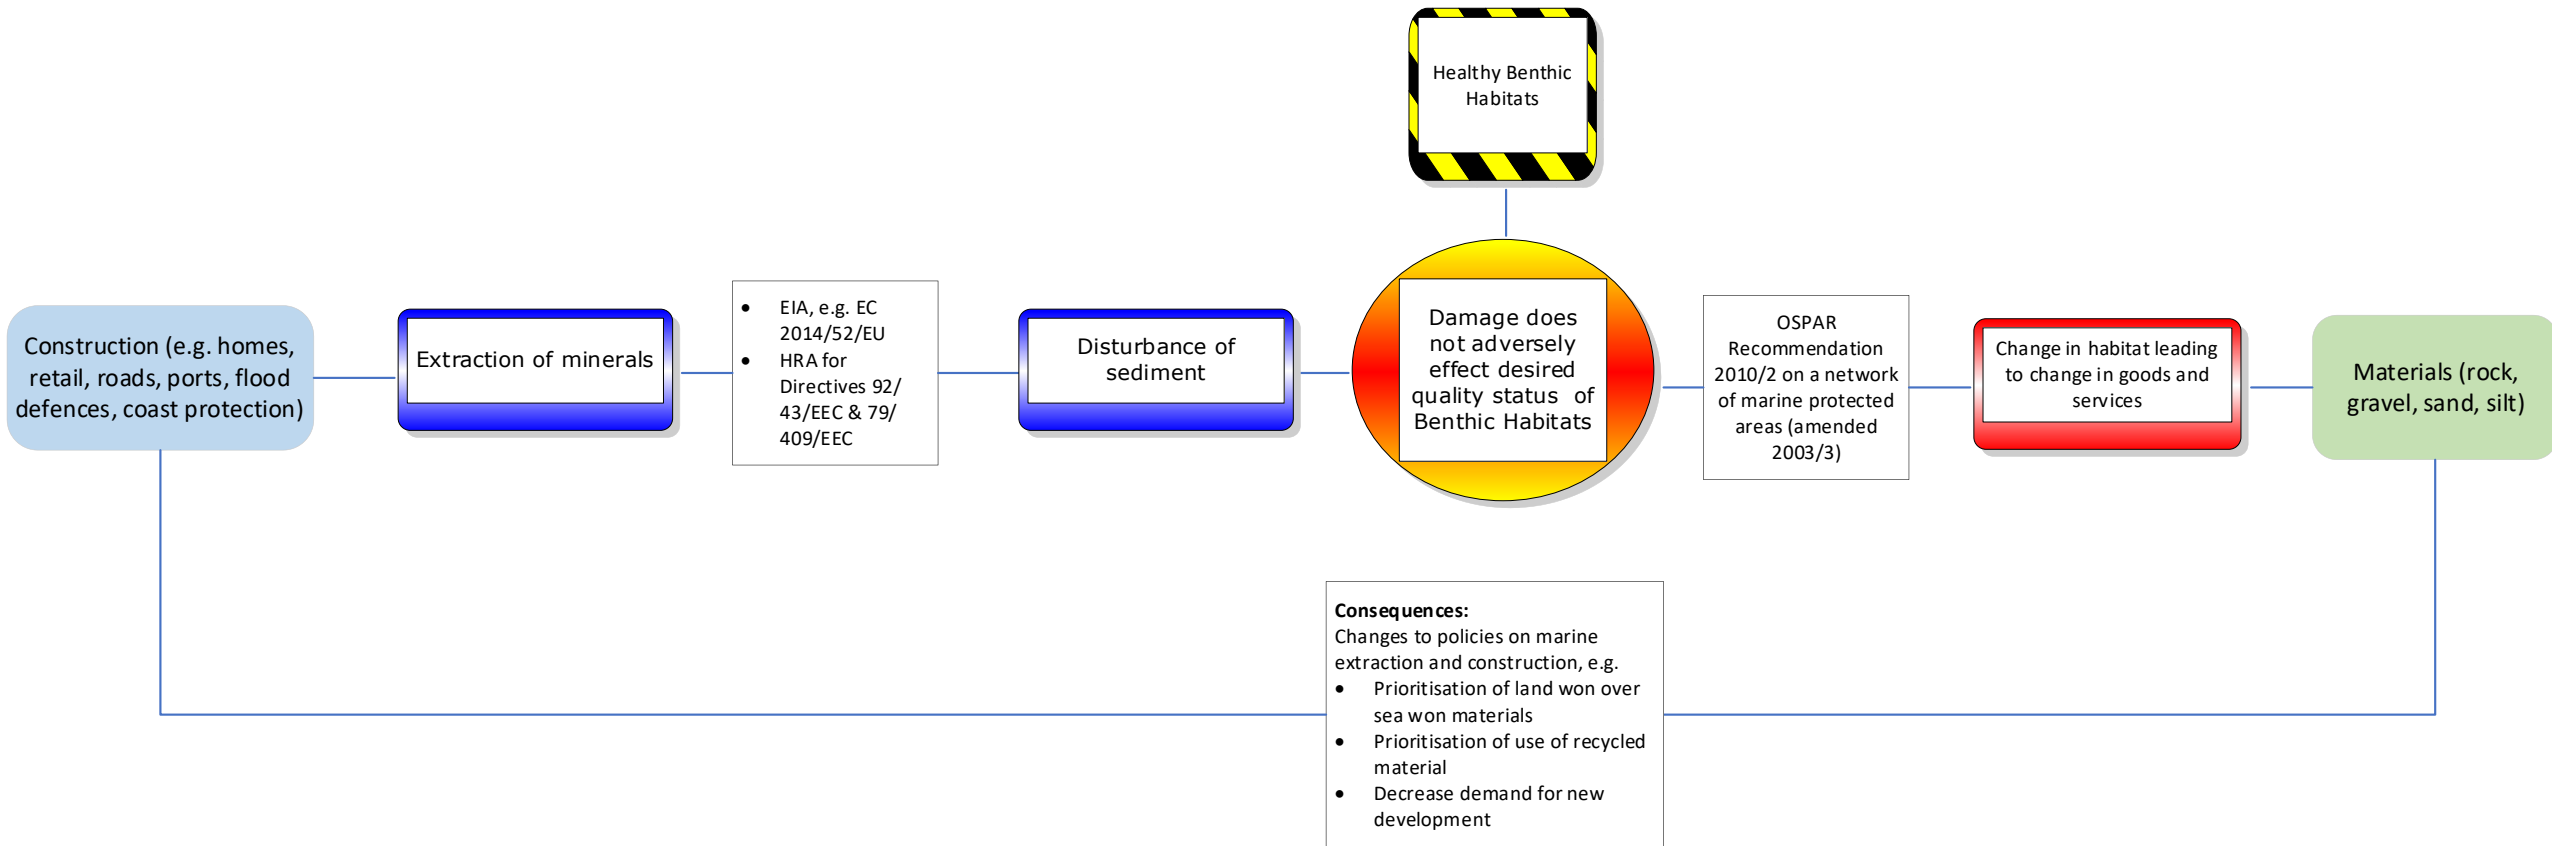 Healthy Benthic
Habitats
Construction (e.g. homes,
retail, roads, ports, flood
defences, coast protection)
Extraction of minerals
• EIA, e.g. EC
2014/52/EU
• HRA for
Directives 92/
43/EEC & 79/
409/EEC
Disturbance of
sediment
Damage does
not adversely
effect desired
quality status of
Benthic Habitats
OSPAR
Recommendation
2010/2 on a network
of marine protected
areas (amended
2003/3)
Change in habitat leading
to change in goods and
services
Materials (rock,
gravel, sand, silt)
Consequences:
Changes to policies on marine
extraction and construction, e.g.
• Prioritisation of land won over
sea won materials
• Prioritisation of use of recycled
material
• Decrease demand for new
development